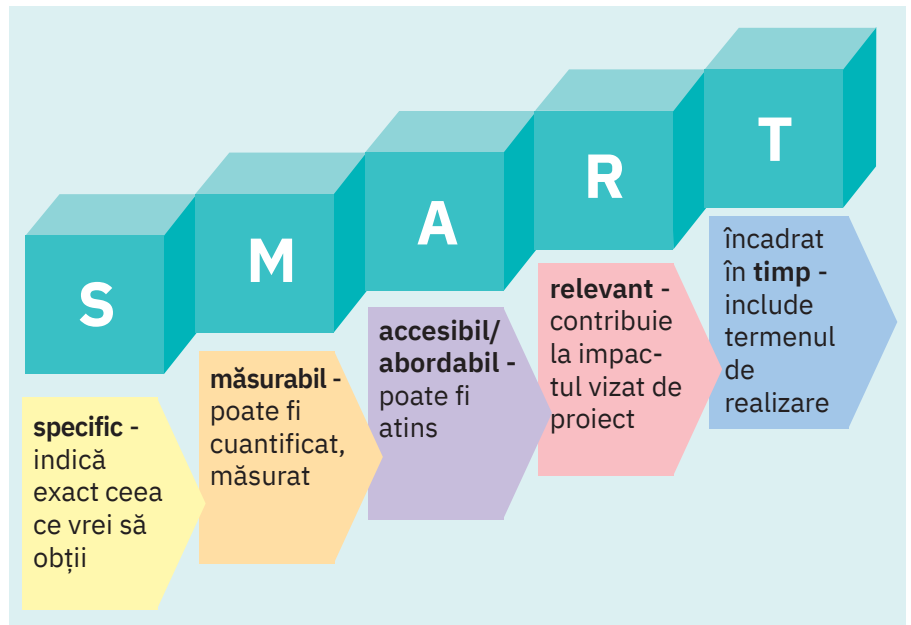 S
M
A
R
T
specific -
indică
exact ceea
ce vrei să
obții
măsurabil -
poate fi
cuantificat,
măsurat
accesibil/
abordabil -
poate fi
atins
relevant -
contribuie
la impac-
tul vizat de
proiect
încadrat
în timp -
include
termenul
de
realizare